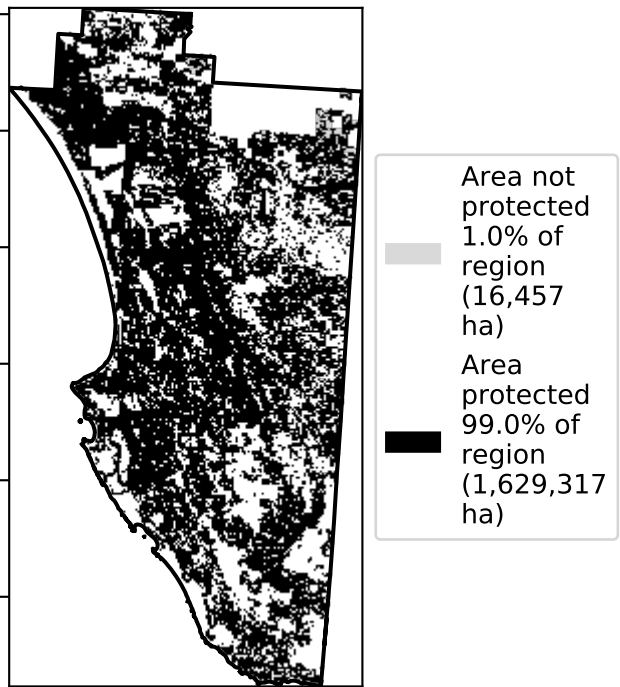 Area not
protected
1.0% of
region
(16,457
ha)
Area
protected
99.0% of
region
(1,629,317
ha)